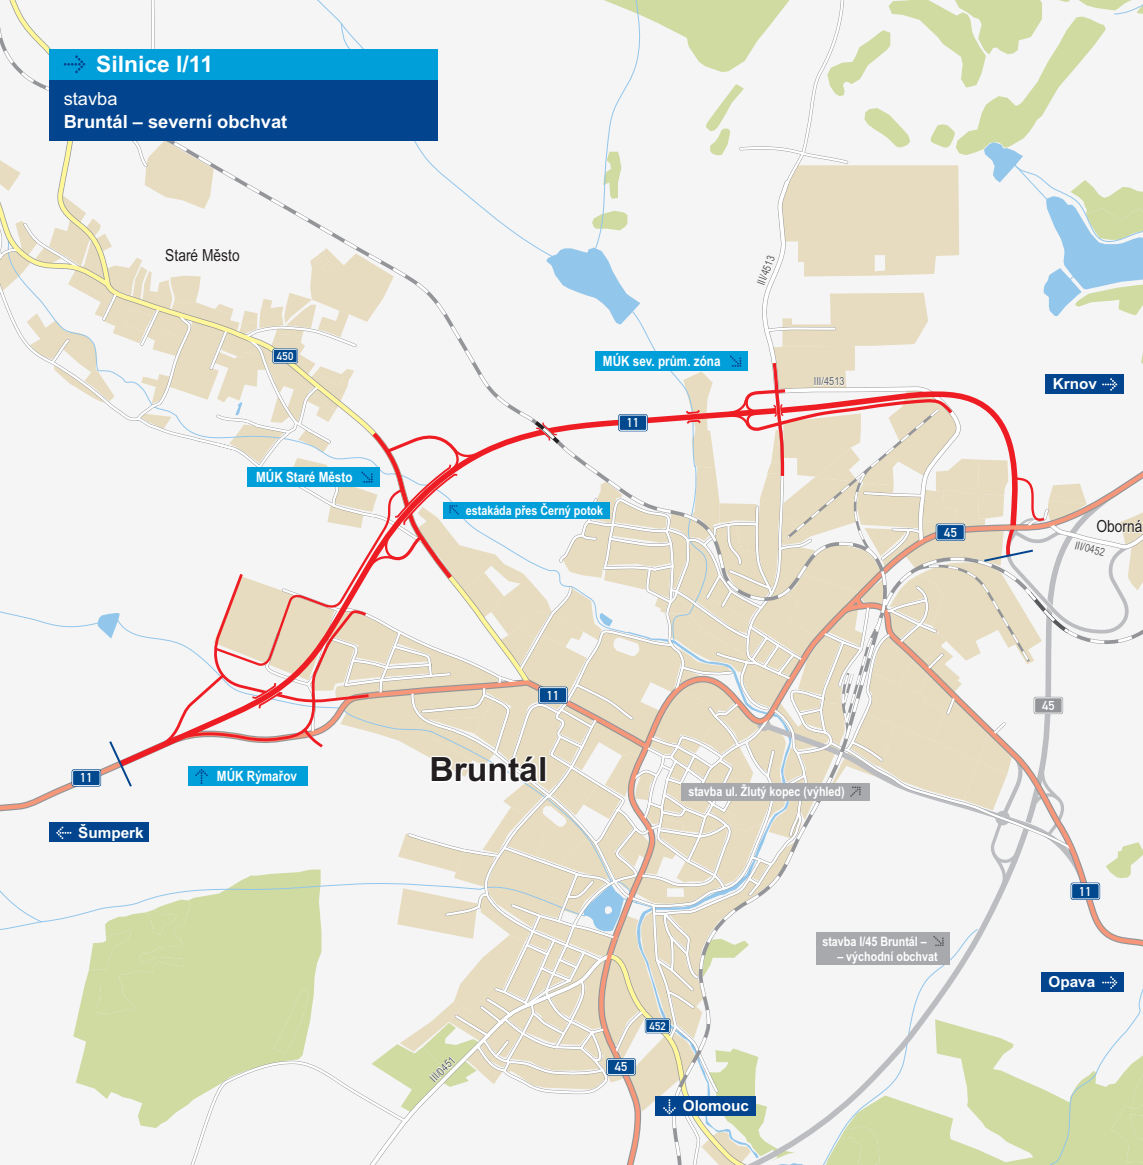 Silnice I/11
stavba
Bruntál – severní obchvat
Staré Město
III/4513
450
MÚK sev. prům. zóna
III/4513
Krnov
11
MÚK Staré Město
estakáda přes Černý potok
45
Oborná
III/0452
11
45
MÚK Rýmařov
11
Bruntál
stavba ul. Žlutý kopec (výhled)
Šumperk
11
stavba I/45 Bruntál –
– východní obchvat
Opava
452
III/0451
45
Olomouc